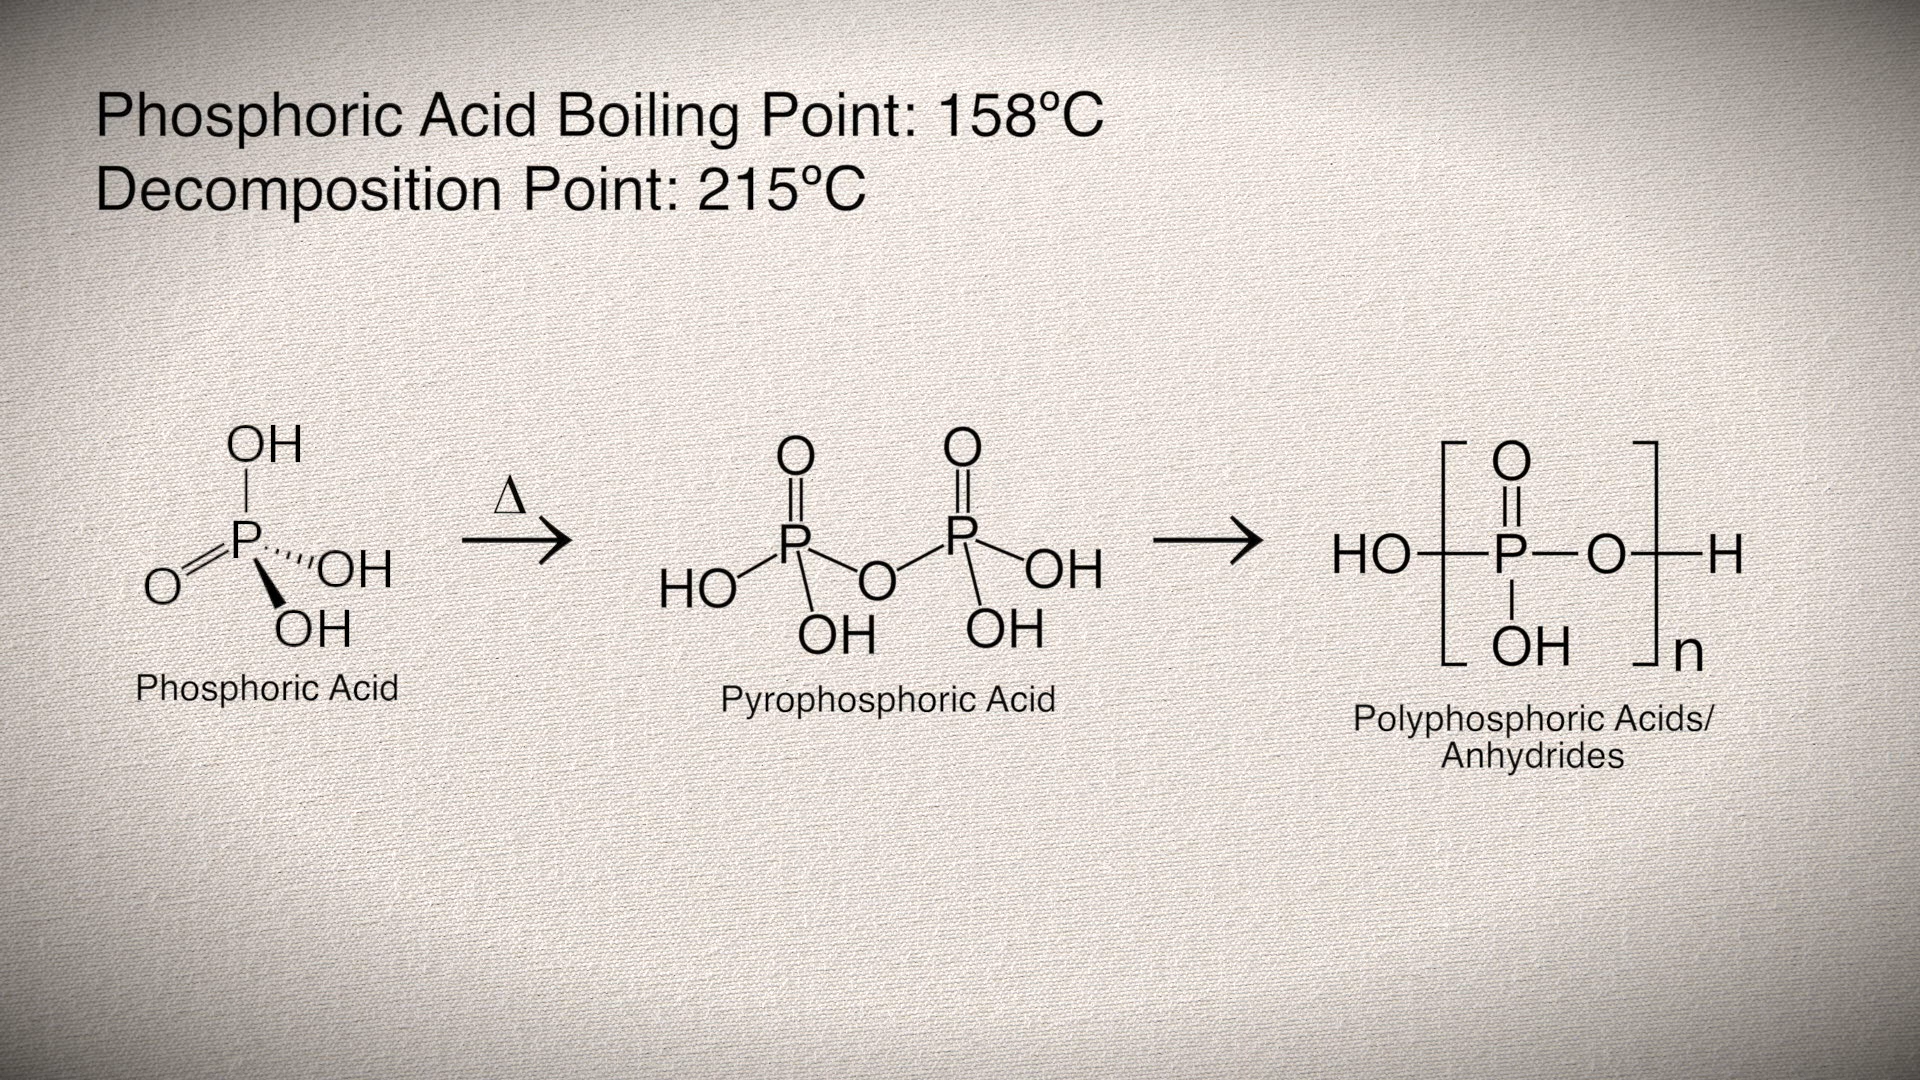 Phosphoric Acid Boiling Point: 158ºC
Decomposition Point: 215ºC
OH
P
O
OH
OH
Phosphoric Acid
Δ
O
O
P
P
HO
O
OH
OH
OH
Pyrophosphoric Acid
O
HO
P
O
H
OH
n
Polyphosphoric Acids/
Anhydrides